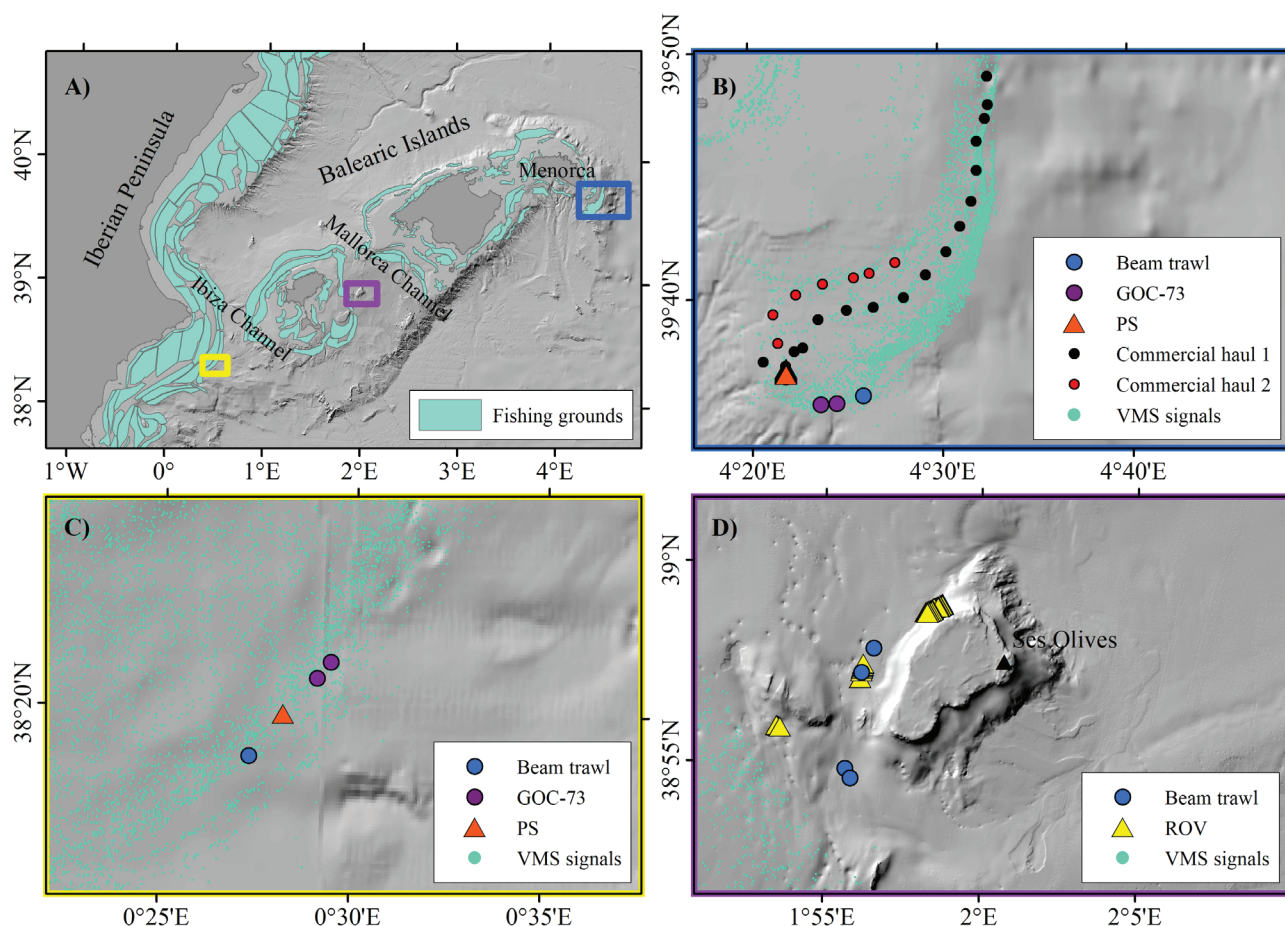 A)
40°N
39°N
38°N
Iberian Peninsula
Balearic Islands
Menorca
Mallorca Channel
Ibiza Channel
Fishing grounds
1°W
0°
1°E
2°E
3°E
4°E
B)
39°50'N
39°40'N
Beam trawl
GOC-73
PS
Commercial haul 1
Commercial haul 2
VMS signals
4°20'E
4°30'E
4°40'E
C)
38°20'N
Beam trawl
GOC-73
PS
VMS signals
0°25'E
0°30'E
0°35'E
D)
39°N
38°55'N
Ses Olives
Beam trawl
ROV
VMS signals
1°55'E
2°E
2°5'E